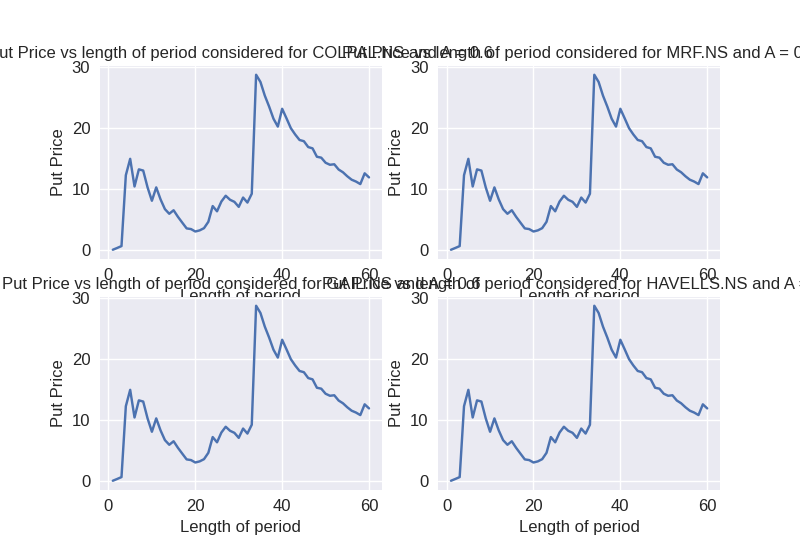 ut Price vs length of period considered for COLPAL.NS and A = 0.6
Put Price vs length of period considered for MRF.NS and A = 0
30
20
10
0
Put Price
0 20 40 60
Length of period
30
20
10
0
Put Price
0 20 40 60
Length of period
Put Price vs length of period considered for GAIL.NS and A = 0.6
Put Price vs length of period considered for HAVELLS.NS and A =
30
20
10
0
Put Price
0 20 40 60
Length of period
30
20
10
0
Put Price
0 20 40 60
Length of period